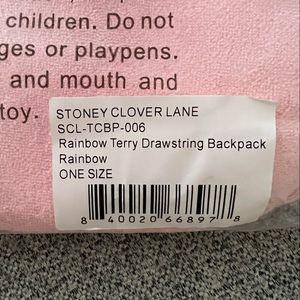 children. Do not
ges or playpens.
and mouth and
toy.
STONEY CLOVER LANE
SCL-TCBP-006
Rainbow Terry Drawstring Backpack
Rainbow
ONE SIZE
8 40020 66897 8